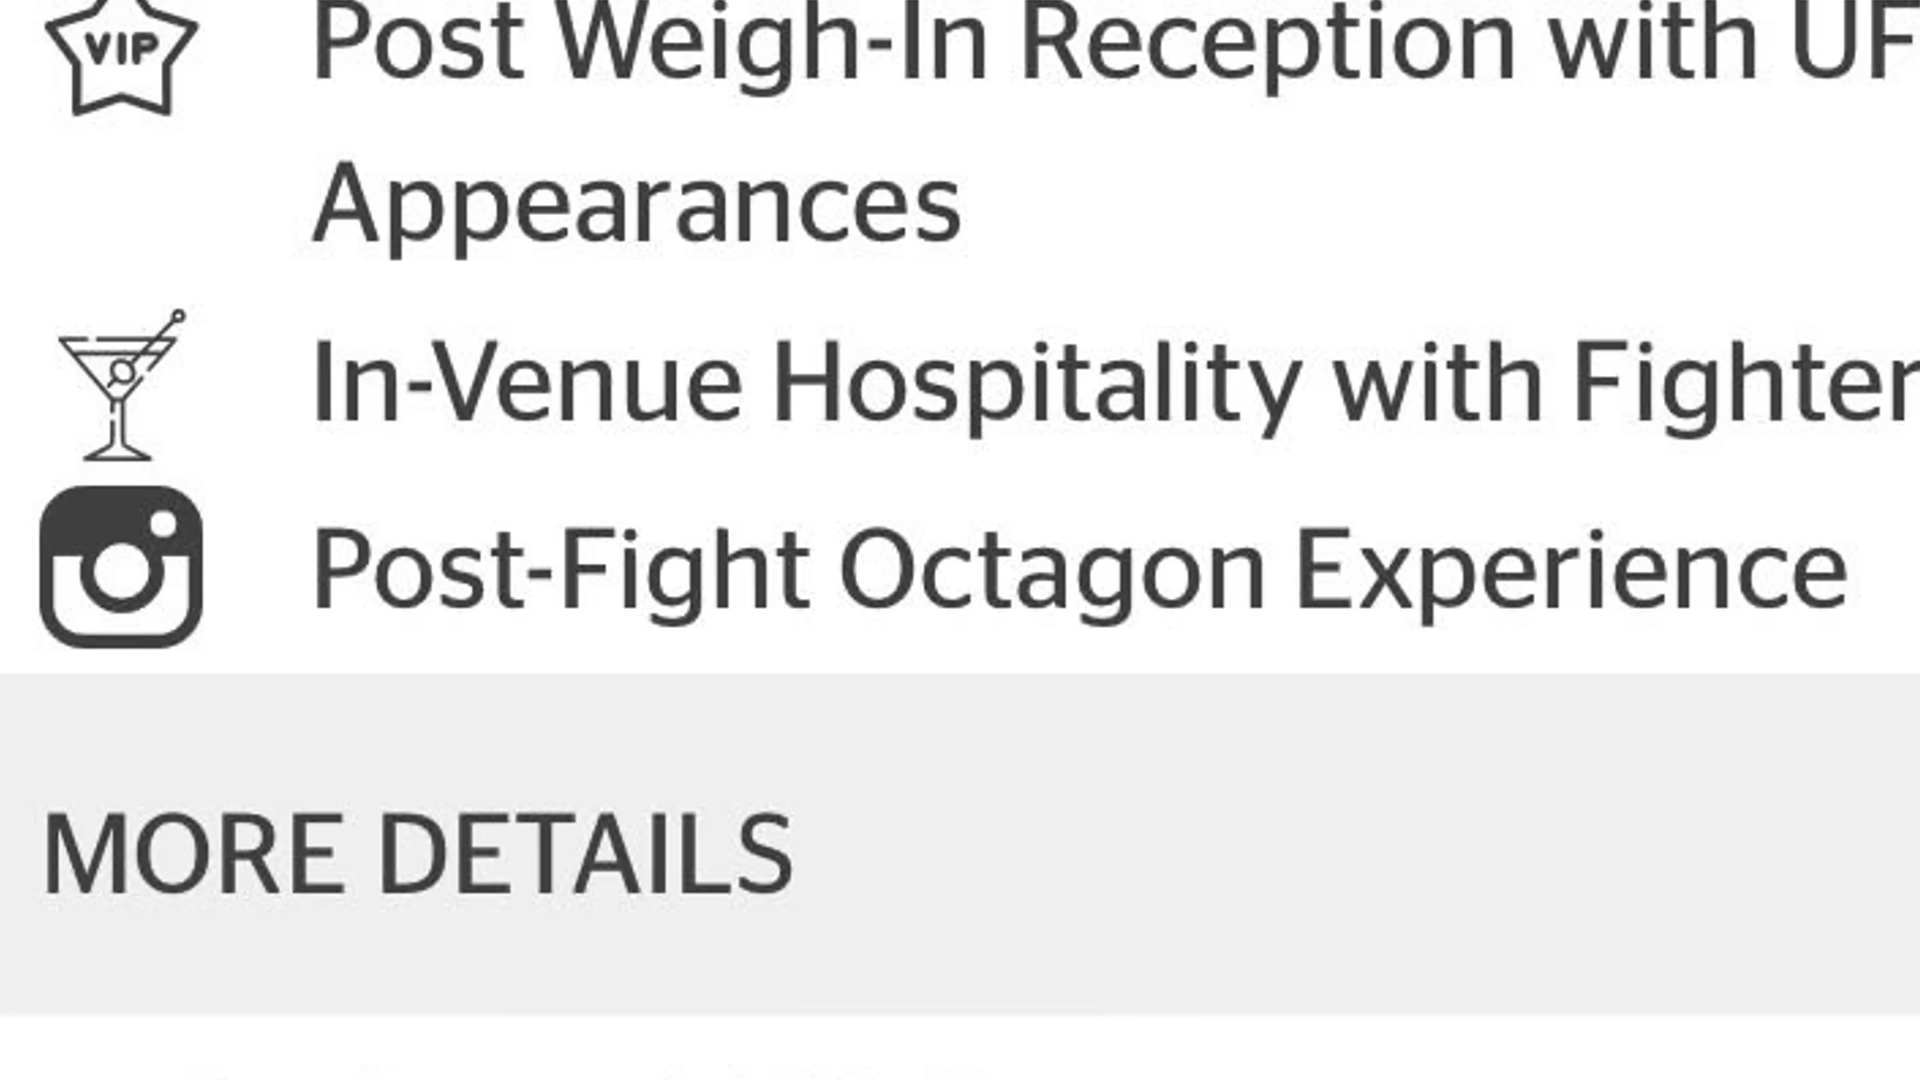 VIP
Post Weigh-In Reception with UF
Appearances
In-Venue Hospitality with Fighter
Post-Fight Octagon Experience
MORE DETAILS